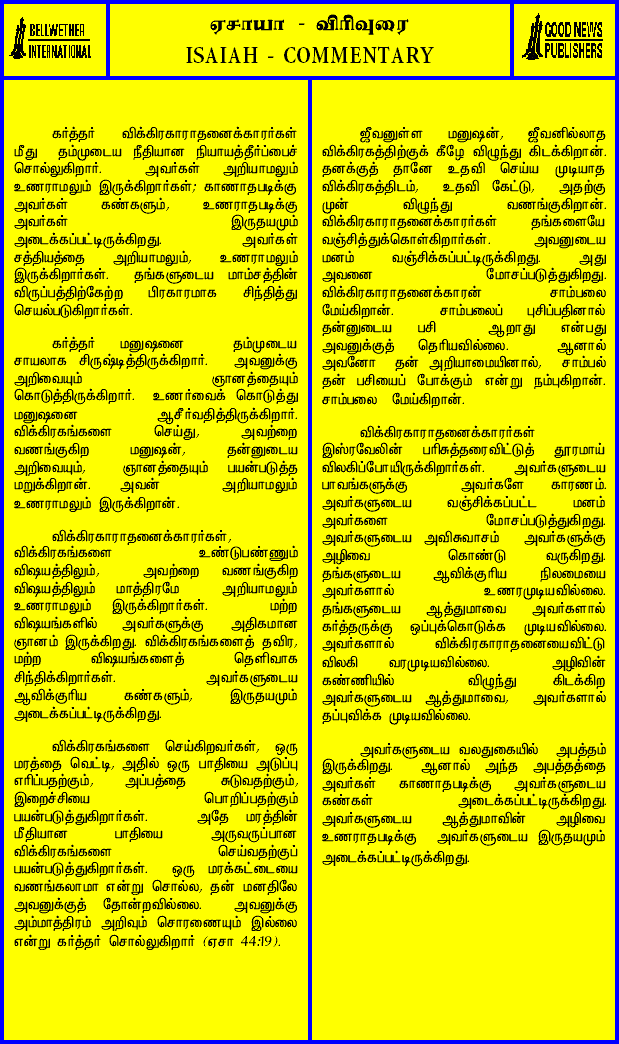 BELLWETHER
INTERNATIONAL
ஏசாயா - விரிவுரை
ISAIAH - COMMENTARY
GOOD NEWS
PUBLISHERS
கர்த்தர் விக்கிரகாராதனைக்காரர்கள்
மீது தம்முடைய நீதியான நியாயத்தீர்ப்பைச்
சொல்லுகிறார். அவர்கள் அறியாமலும்
உணராமலும் இருக்கிறார்கள்; காணாதபடிக்கு
அவர்கள் கண்களும், உணராதபடிக்கு
அவர்கள் இருதயமும்
அடைக்கப்பட்டிருக்கிறது. அவர்கள்
சத்தியத்தை அறியாமலும், உணராமலும்
இருக்கிறார்கள். தங்களுடைய மாம்சத்தின்
விருப்பத்திற்கேற்ற பிரகாரமாக சிந்தித்து
செயல்படுகிறார்கள்.
கர்த்தர் மனுஷனை தம்முடைய
சாயலாக சிருஷ்டித்திருக்கிறார். அவனுக்கு
அறிவையும் ஞானத்தையும்
கொடுத்திருக்கிறார். உணர்வைக் கொடுத்து
மனுஷனை ஆசீர்வதித்திருக்கிறார்.
விக்கிரகங்களை செய்து, அவற்றை
வணங்குகிற மனுஷன், தன்னுடைய
அறிவையும், ஞானத்தையும் பயன்படுத்த
மறுக்கிறான். அவன் அறியாமலும்
உணராமலும் இருக்கிறான்.
விக்கிரகாராதனைக்காரர்கள்,
விக்கிரகங்களை உண்டுபண்ணும்
விஷயத்திலும், அவற்றை வணங்குகிற
விஷயத்திலும் மாத்திரமே அறியாமலும்
உணராமலும் இருக்கிறார்கள். மற்ற
விஷயங்களில் அவர்களுக்கு அதிகமான
ஞானம் இருக்கிறது. விக்கிரகங்களைத் தவிர,
மற்ற விஷயங்களைத் தெளிவாக
சிந்திக்கிறார்கள். அவர்களுடைய
ஆவிக்குரிய கண்களும், இருதயமும்
அடைக்கப்பட்டிருக்கிறது.
விக்கிரகங்களை செய்கிறவர்கள், ஒரு
மரத்தை வெட்டி, அதில் ஒரு பாதியை அடுப்பு
எரிப்பதற்கும், அப்பத்தை சுடுவதற்கும்,
இறைச்சியை பொறிப்பதற்கும்
பயன்படுத்துகிறார்கள். அதே மரத்தின்
மீதியான பாதியை அருவருப்பான
விக்கிரகங்களை செய்வதற்குப்
பயன்படுத்துகிறார்கள். ஒரு மரக்கட்டையை
வணங்கலாமா என்று சொல்ல, தன் மனதிலே
அவனுக்குத் தோன்றவில்லை. அவனுக்கு
அம்மாத்திரம் அறிவும் சொரணையும் இல்லை
என்று கர்த்தர் சொல்லுகிறார் (ஏசா 44:19).
ஜீவனுள்ள மனுஷன், ஜீவனில்லாத
விக்கிரகத்திற்குக் கீழே விழுந்து கிடக்கிறான்.
தனக்குத் தானே உதவி செய்ய முடியாத
விக்கிரகத்திடம், உதவி கேட்டு, அதற்கு
முன் விழுந்து வணங்குகிறான்.
விக்கிரகாராதனைக்காரர்கள் தங்களையே
வஞ்சித்துக்கொள்கிறார்கள். அவனுடைய
மனம் வஞ்சிக்கப்பட்டிருக்கிறது. அது
அவனை மோசப்படுத்துகிறது.
விக்கிரகாராதனைக்காரன் சாம்பலை
மேய்கிறான். சாம்பலைப் புசிப்பதினால்
தன்னுடைய பசி ஆறாது என்பது
அவனுக்குத் தெரியவில்லை. ஆனால்
அவனோ தன் அறியாமையினால், சாம்பல்
தன் பசியைப் போக்கும் என்று நம்புகிறான்.
சாம்பலை மேய்கிறான்.
விக்கிரகாராதனைக்காரர்கள்
இஸ்ரவேலின் பரிசுத்தரைவிட்டுத் தூரமாய்
விலகிப்போயிருக்கிறார்கள். அவர்களுடைய
பாவங்களுக்கு அவர்களே காரணம்.
அவர்களுடைய வஞ்சிக்கப்பட்ட மனம்
அவர்களை மோசப்படுத்துகிறது.
அவர்களுடைய அவிசுவாசம் அவர்களுக்கு
அழிவை கொண்டு வருகிறது.
தங்களுடைய ஆவிக்குரிய நிலமையை
அவர்களால் உணரமுடியவில்லை.
தங்களுடைய ஆத்துமாவை அவர்களால்
கர்த்தருக்கு ஒப்புக்கொடுக்க முடியவில்லை.
அவர்களால் விக்கிரகாராதனையைவிட்டு
விலகி வரமுடியவில்லை. அழிவின்
கண்ணியில் விழுந்து கிடக்கிற
அவர்களுடைய ஆத்துமாவை, அவர்களால்
தப்புவிக்க முடியவில்லை.
அவர்களுடைய வலதுகையில் அபத்தம்
இருக்கிறது. ஆனால் அந்த அபத்தத்தை
அவர்கள் காணாதபடிக்கு அவர்களுடைய
கண்கள் அடைக்கப்பட்டிருக்கிறது.
அவர்களுடைய ஆத்துமாவின் அழிவை
உணராதபடிக்கு அவர்களுடைய இருதயமும்
அடைக்கப்பட்டிருக்கிறது.